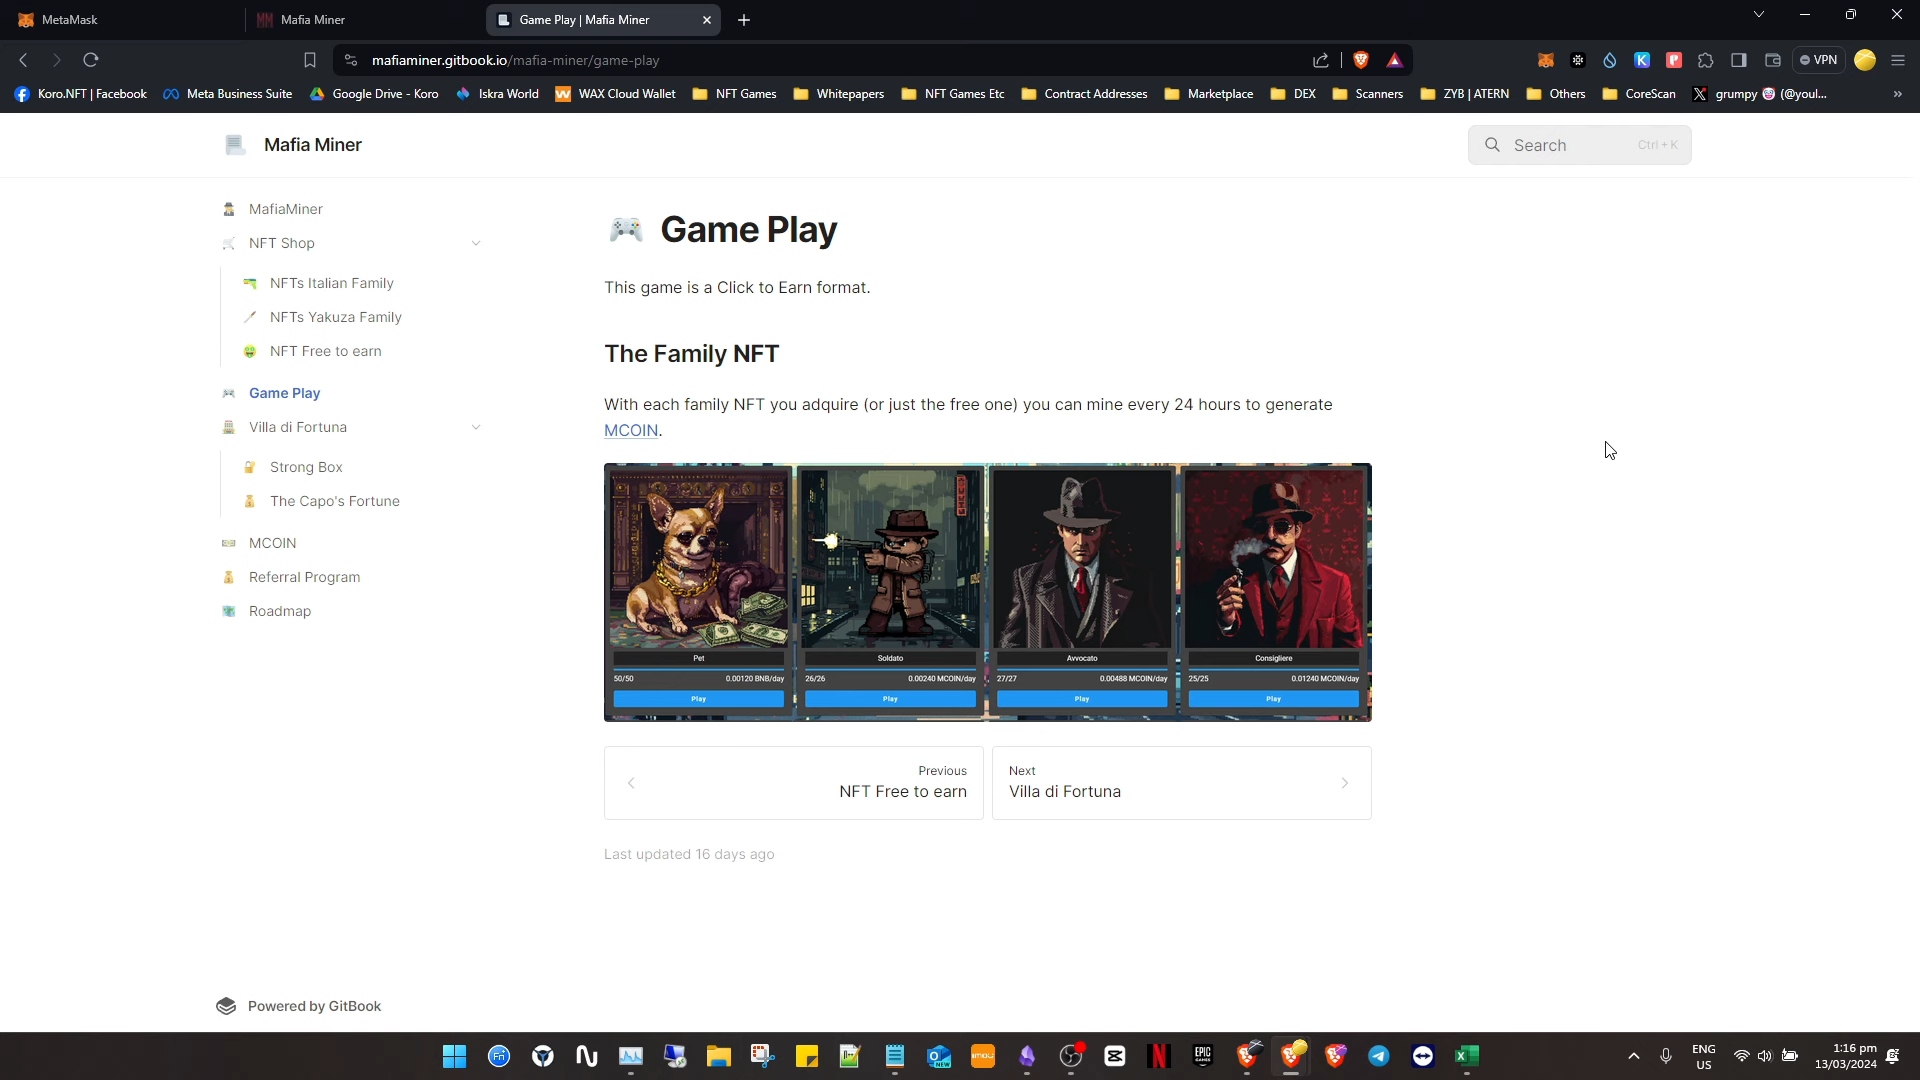 MetaMask
Mafia Miner
Game Play | Mafia Miner
mafiaminer.gitbook.io/mafia-miner/game-play
VPN
Koro.NFT | Facebook
Meta Business Suite
Google Drive - Koro
Iskra World
WAX Cloud Wallet
NFT Games
Whitepapers
NFT Games Etc
Contract Addresses
Marketplace
DEX
Scanners
ZYB | ATERN
Others
CoreScan
grumpy 🤡 (@youl...
Mafia Miner
Search
Ctrl + K
MafiaMiner
NFT Shop
NFTs Italian Family
NFTs Yakuza Family
NFT Free to earn
Game Play
Villa di Fortuna
Strong Box
The Capo's Fortune
MCOIN
Referral Program
Roadmap
Powered by GitBook
Game Play
This game is a Click to Earn format.
The Family NFT
With each family NFT you adquire (or just the free one) you can mine every 24 hours to generate
MCOIN.
Pet
50/50 0.00120 BNB/day
Play
Soldato
26/26 0.00240 MCOIN/day
Play
Avvocato
27/27 0.00488 MCOIN/day
Play
Consigliere
25/25 0.01240 MCOIN/day
Play
Previous
NFT Free to earn
Next
Villa di Fortuna
Last updated 16 days ago
ENG
US
1:16 pm
13/03/2024